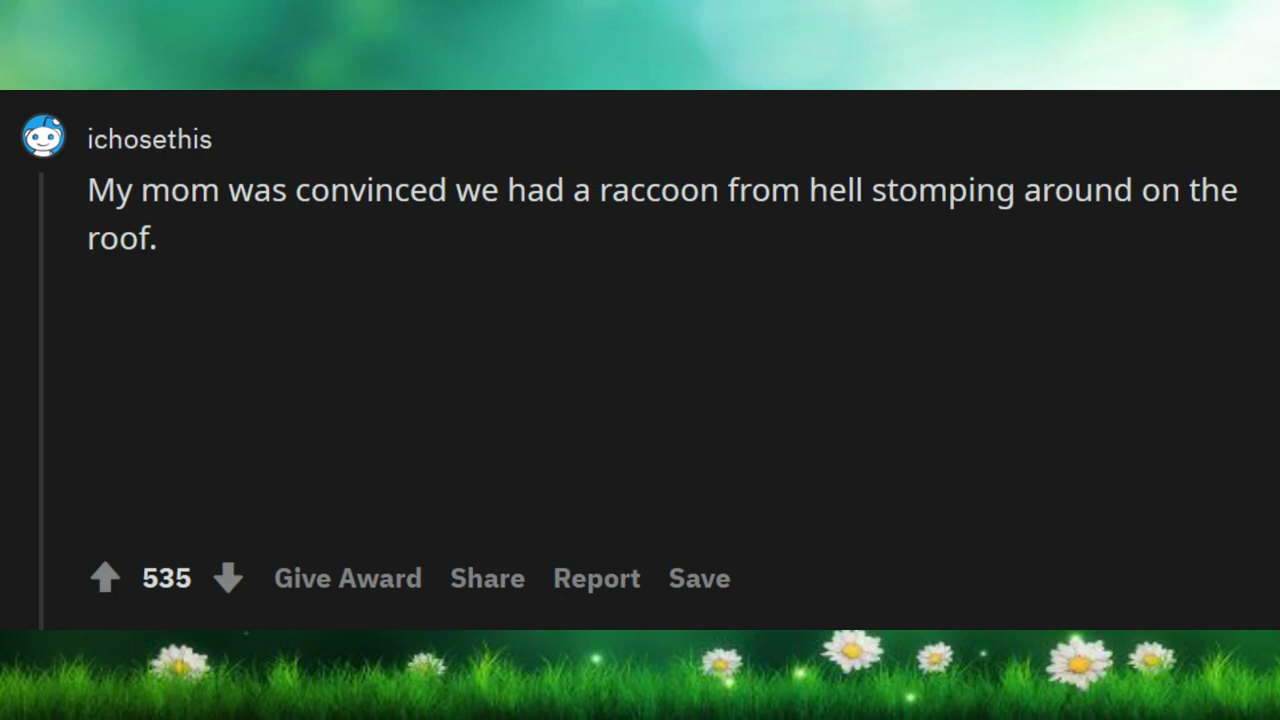 ichosethis
My mom was convinced we had a raccoon from hell stomping around on the
roof.
535 Give Award Share Report Save